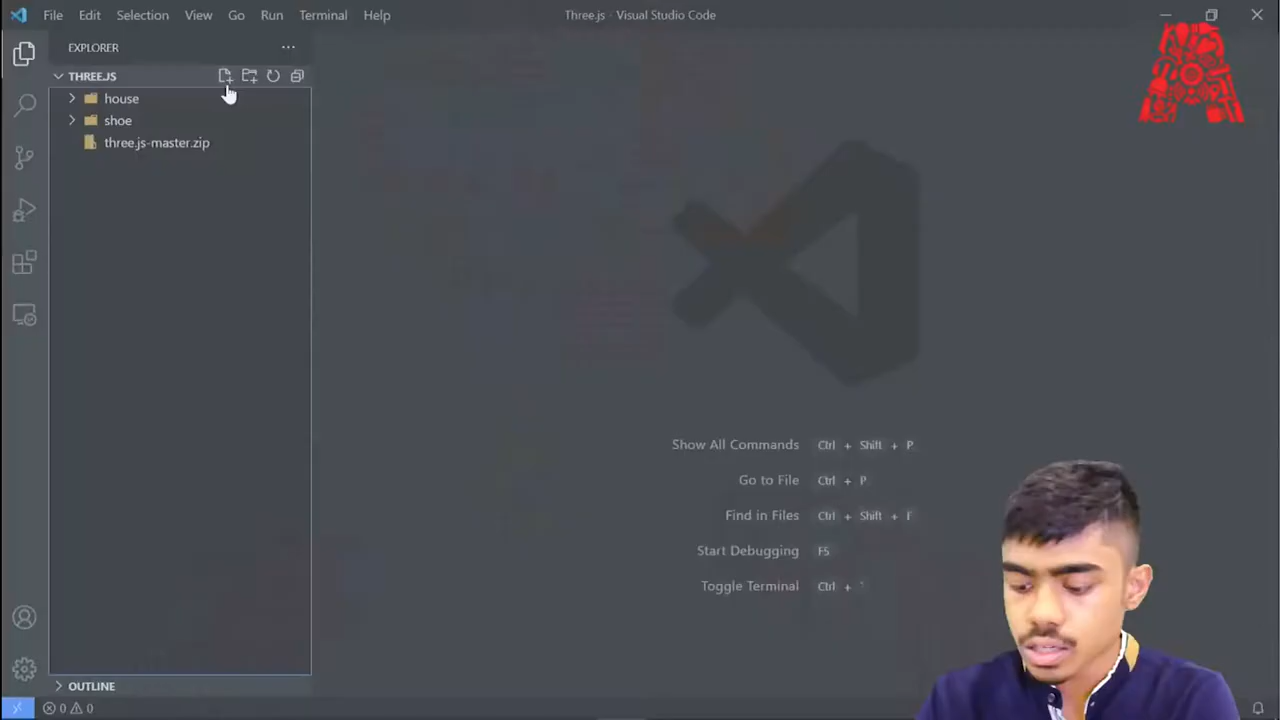 File Edit Selection View Go Run Terminal Help
Three.js - Visual Studio Code
EXPLORER
THREE.JS
house
shoe
three.js-master.zip
Show All Commands Ctrl + Shift + P
Go to File Ctrl + P
Find in Files Ctrl + Shift + F
Start Debugging F5
Toggle Terminal Ctrl + `
OUTLINE
0 0